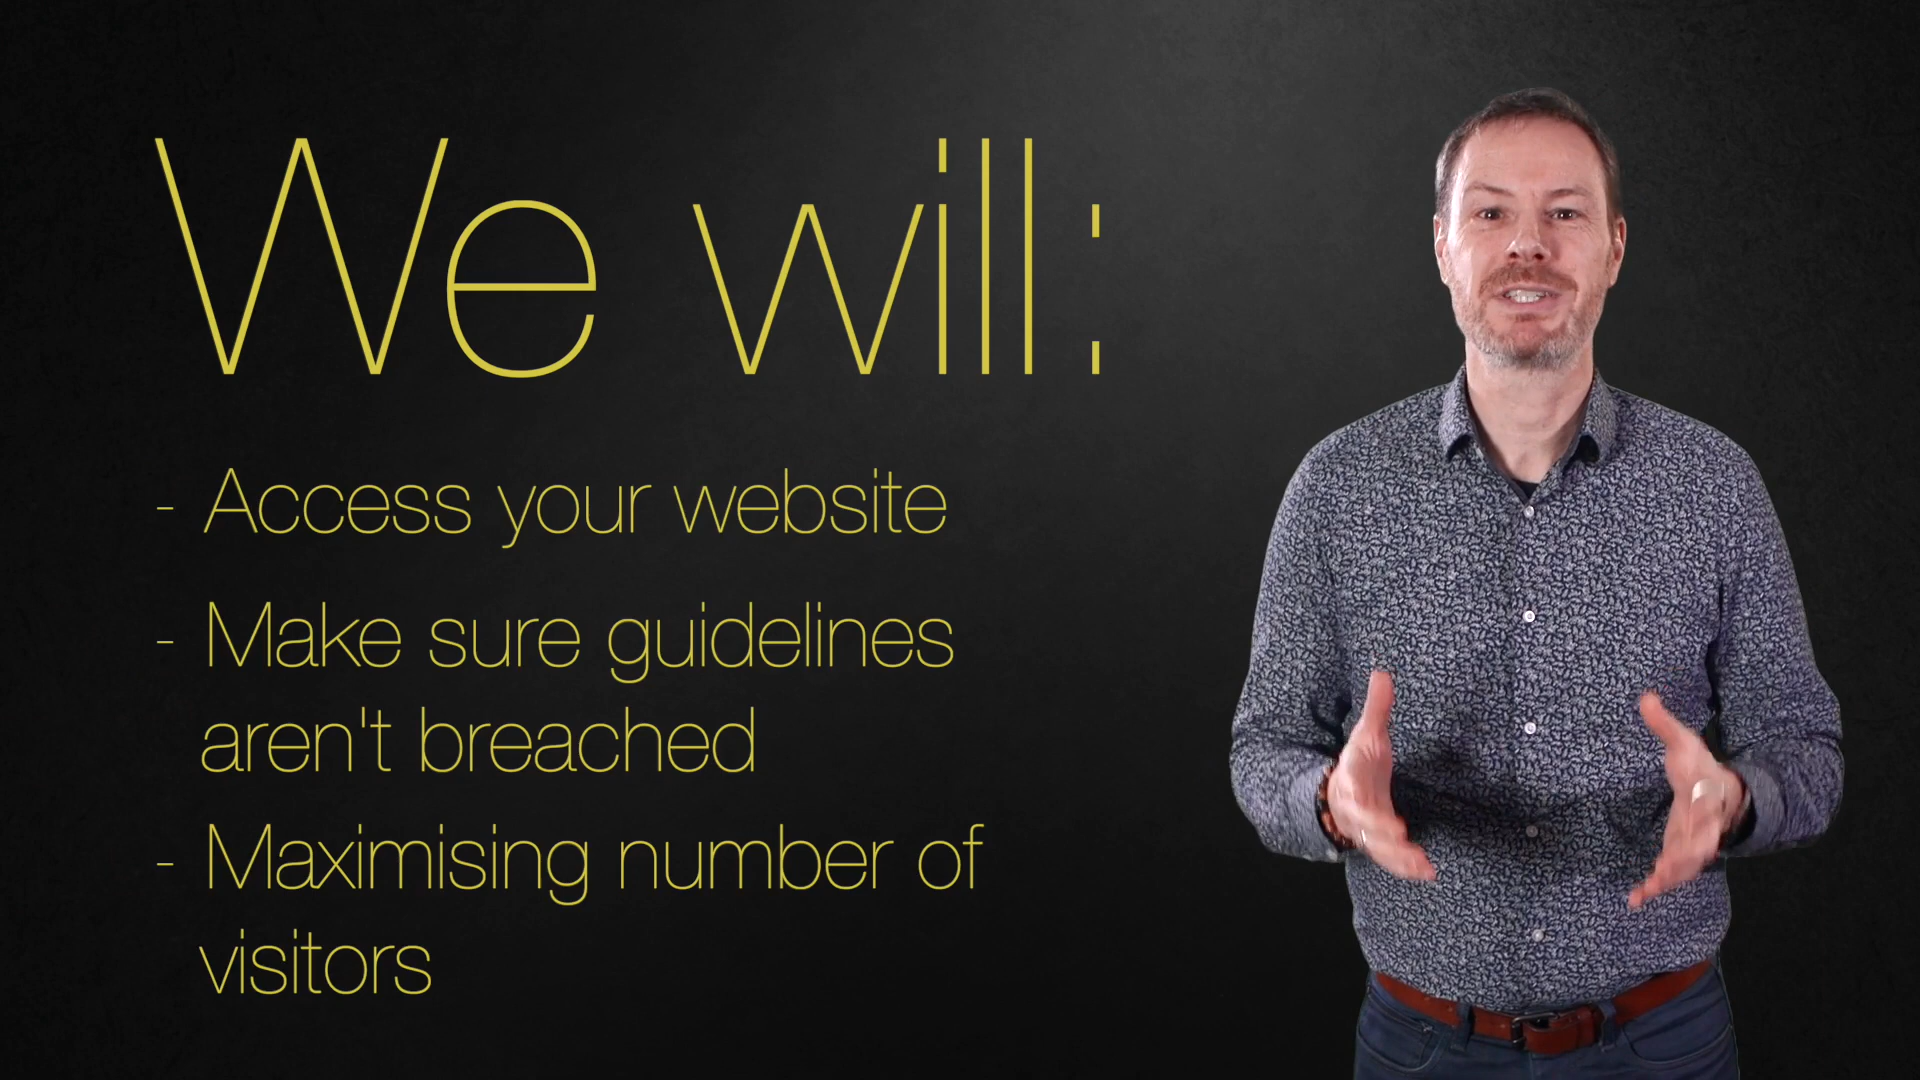 We will:
- Access your website
- Make sure guidelines
aren't breached
- Maximising number of
visitors